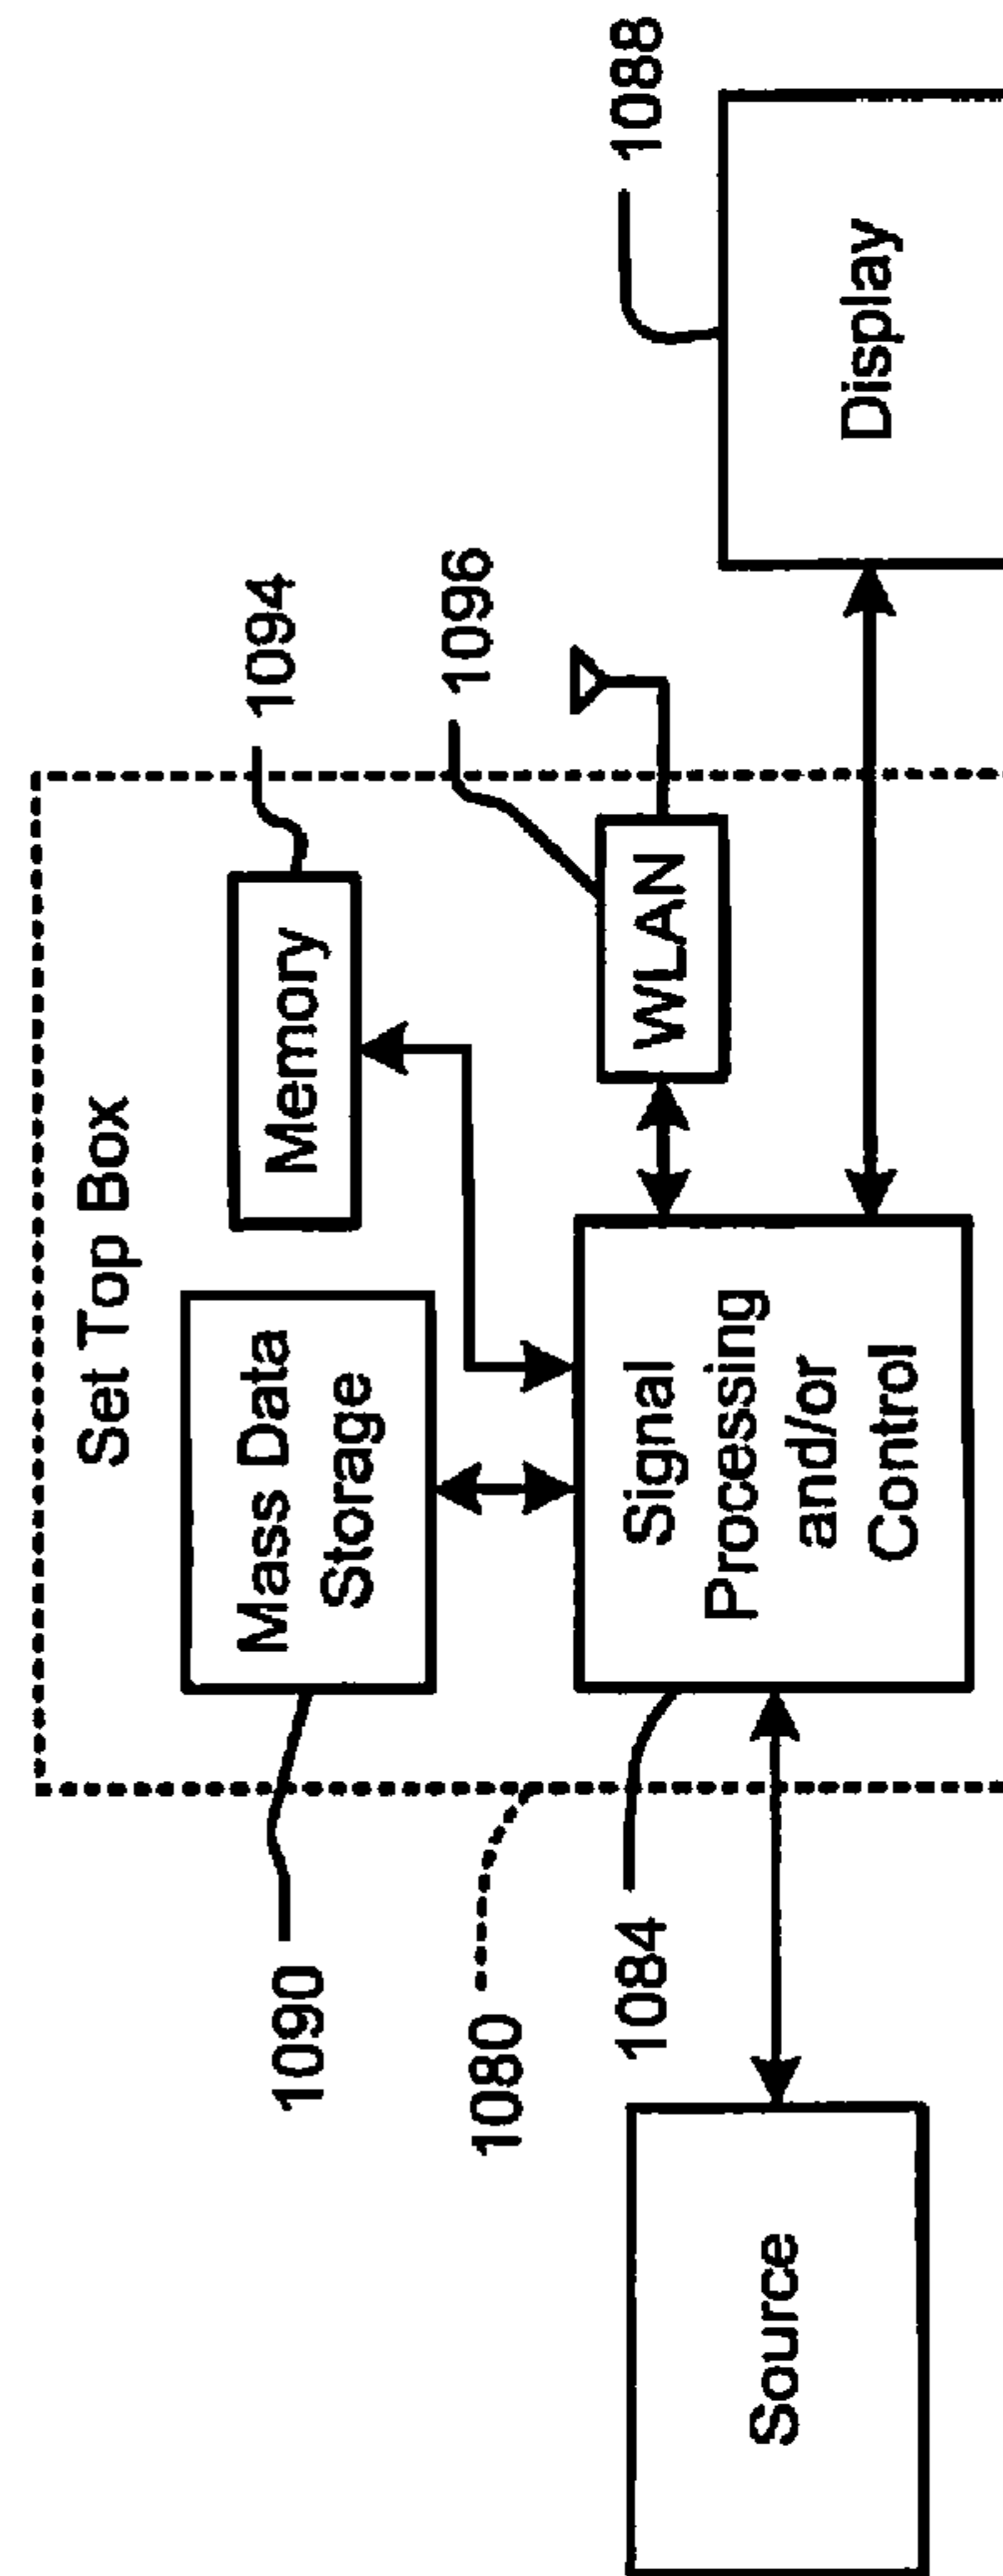 Set Top Box
1090
Mass Data
Storage
Memory
1094
1080
1096
1084
Signal
Processing
and/or
Control
WLAN
1088
Source
Display